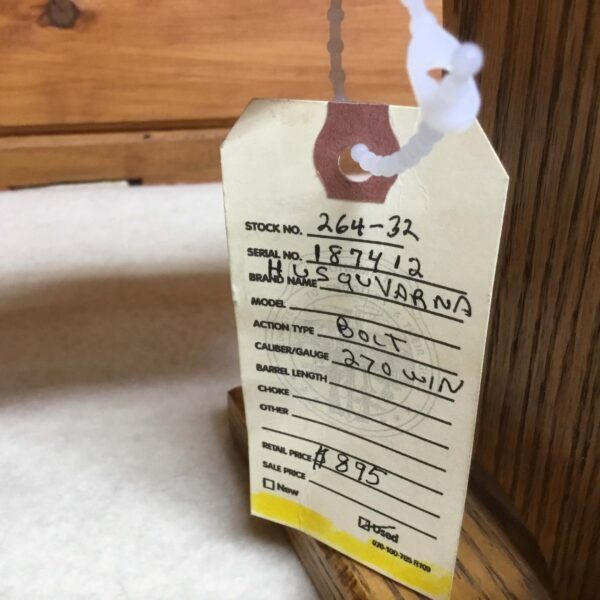 STOCK NO. 264-32
SERIAL NO. 187412
BRAND NAME HUSQUVARNA
MODEL
ACTION TYPE BOLT
CALIBER/GAUGE 270 WIN
BARREL LENGTH
CHOKE
OTHER
RETAIL PRICE $895
SALE PRICE
New
Used